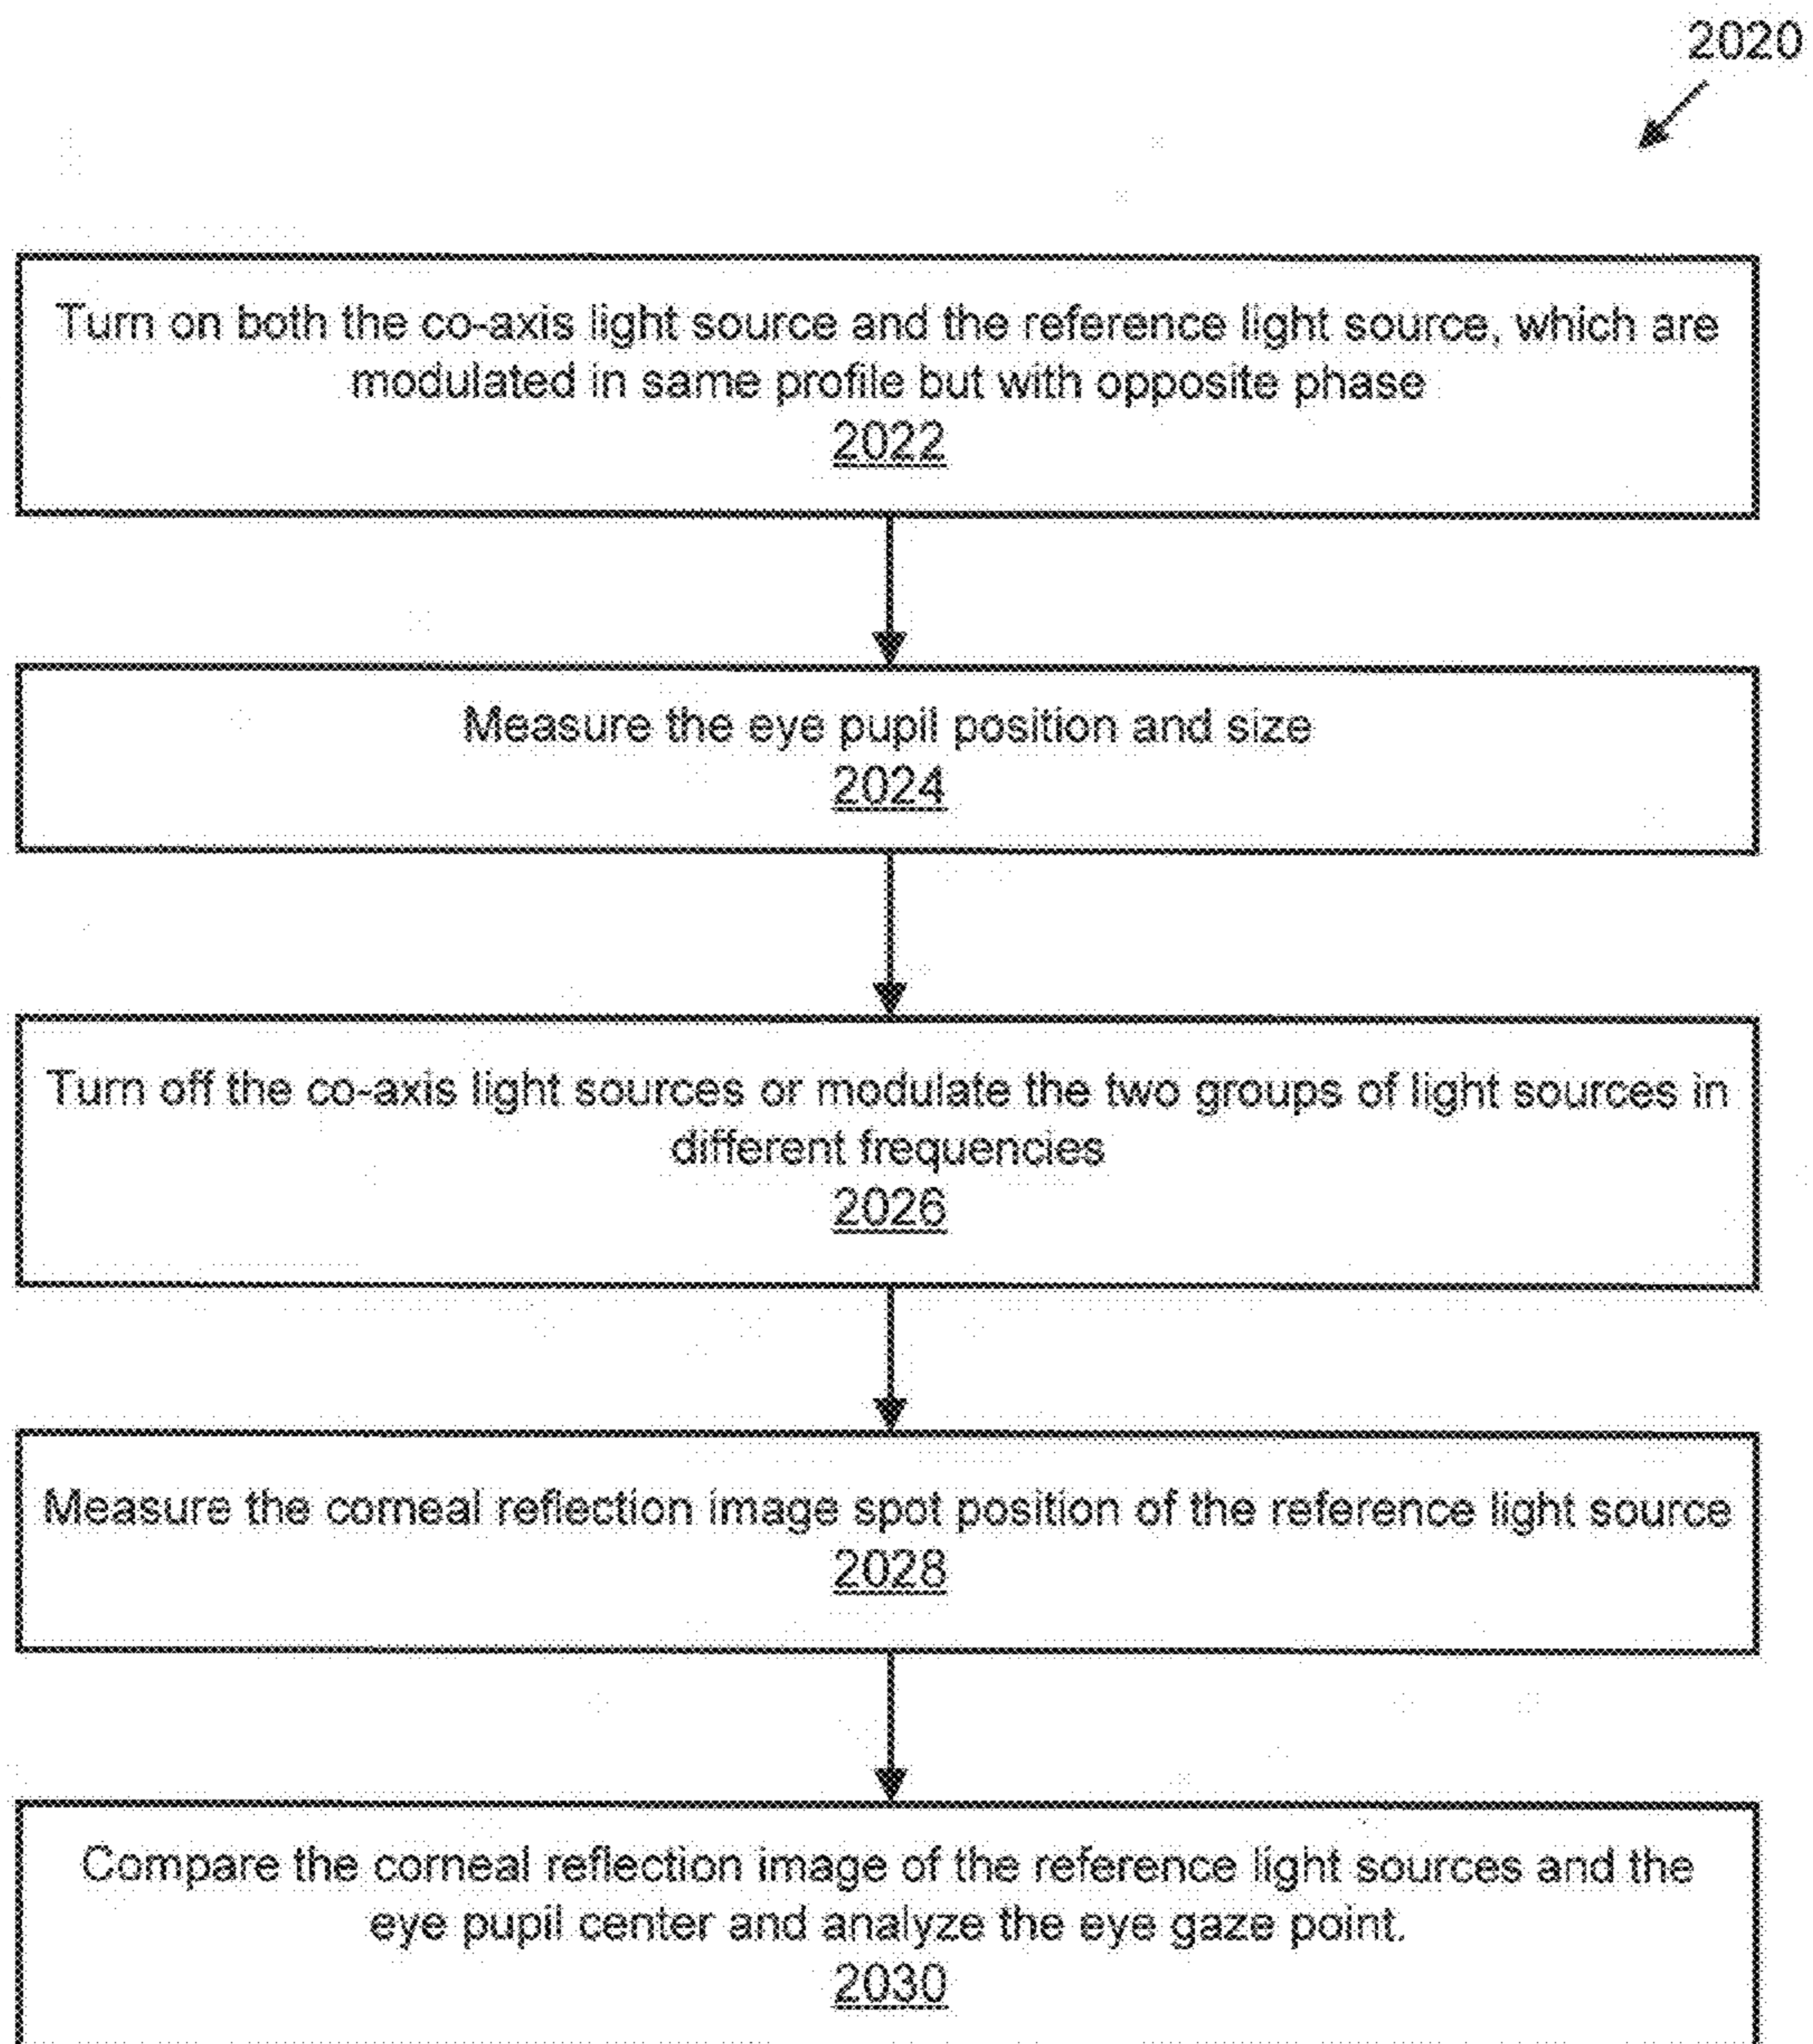 2020
Turn on both the co-axis light source and the reference light source, which are
modulated in same profile but with opposite phase
2022
Measure the eye pupil position and size
2024
Turn off the co-axis light sources or modulate the two groups of light sources in
different frequencies
2026
Measure the corneal reflection image spot position of the reference light source
2028
Compare the corneal reflection image of the reference light sources and the
eye pupil center and analyze the eye gaze point.
2030